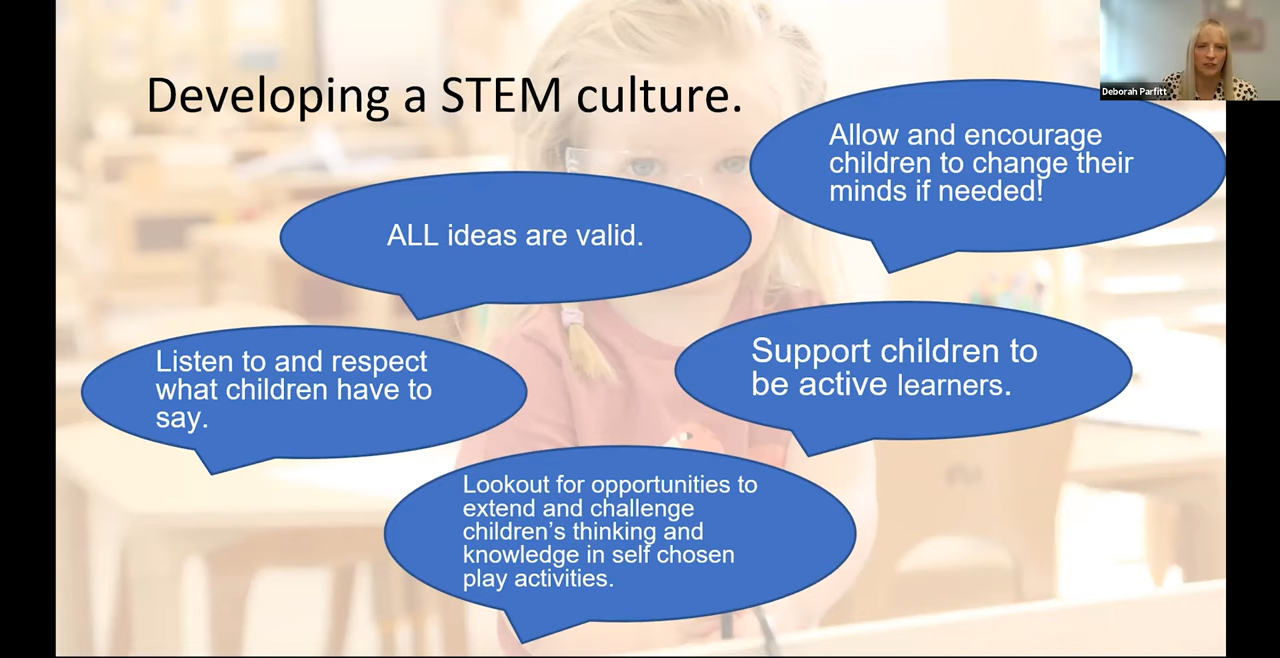 Developing a STEM culture.
Deborah Parfitt
Allow and encourage
children to change their
minds if needed!
ALL ideas are valid.
Listen to and respect
what children have to
say.
Support children to
be active learners.
Lookout for opportunities to
extend and challenge
children’s thinking and
knowledge in self chosen
play activities.